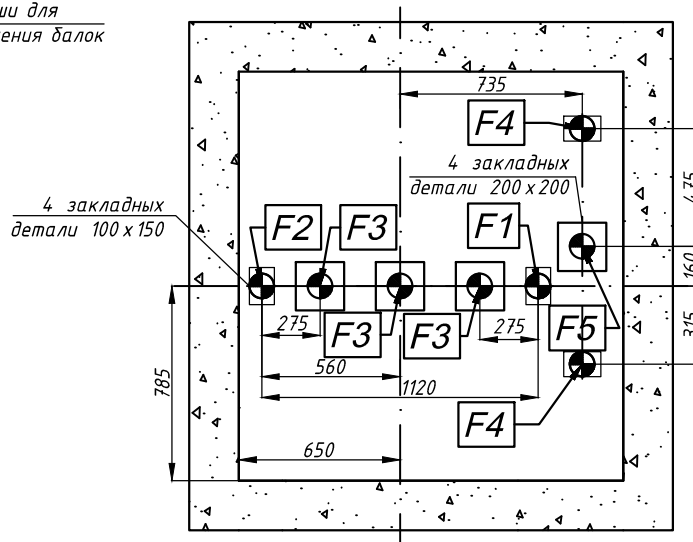 ши для
ения балок
735
F4
4 закладных
детали 200 x 200
475
4 закладных
детали 100 x 150
F2
F3
F1
160
F3
F3
F5
315
275
275
560
1120
785
F4
650